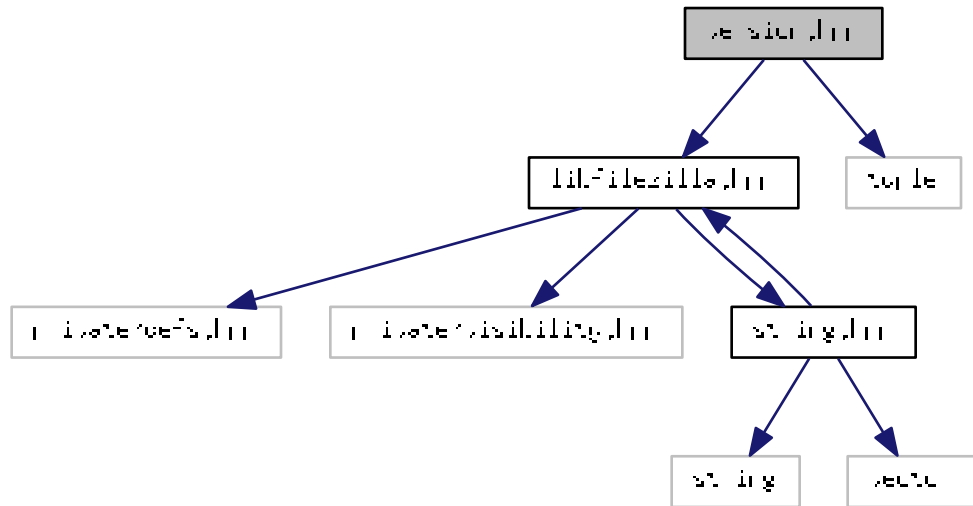 version.hpp
libfilezilla.hpp
tuple
private/defs.hpp
private/visibility.hpp
string.hpp
string
vector